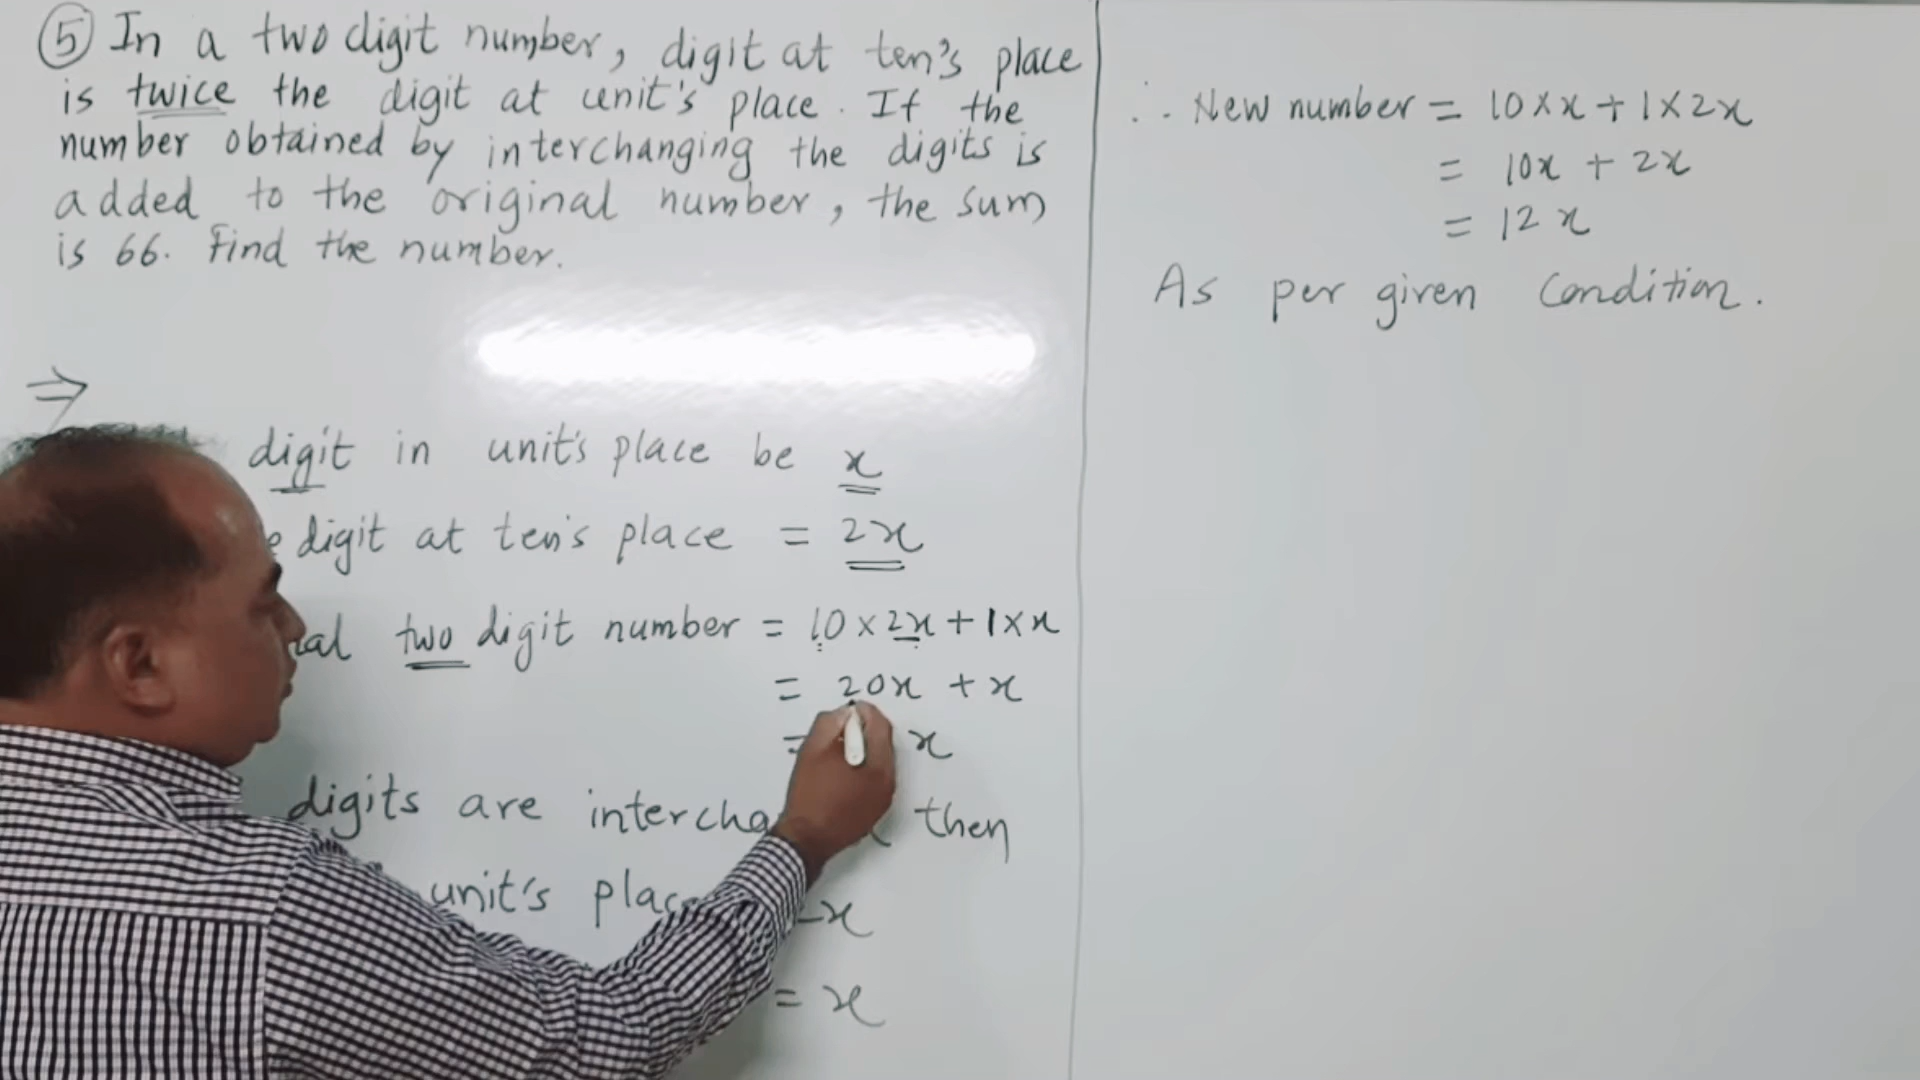 ⑤ In a two digit number, digit at ten's place
is twice the digit at unit's place. If the
number obtained by interchanging the digits is
added to the original number, the sum
is 66. Find the number.
⇒
digit in unit's place be x
digit at ten's place = 2x
two digit number = 10 × 2x + 1 × x
= 20x + x
= x
digits are then
unit's x
= x
∴ New number = 10 × x + 1 × 2x
= 10x + 2x
= 12x
As per given condition.